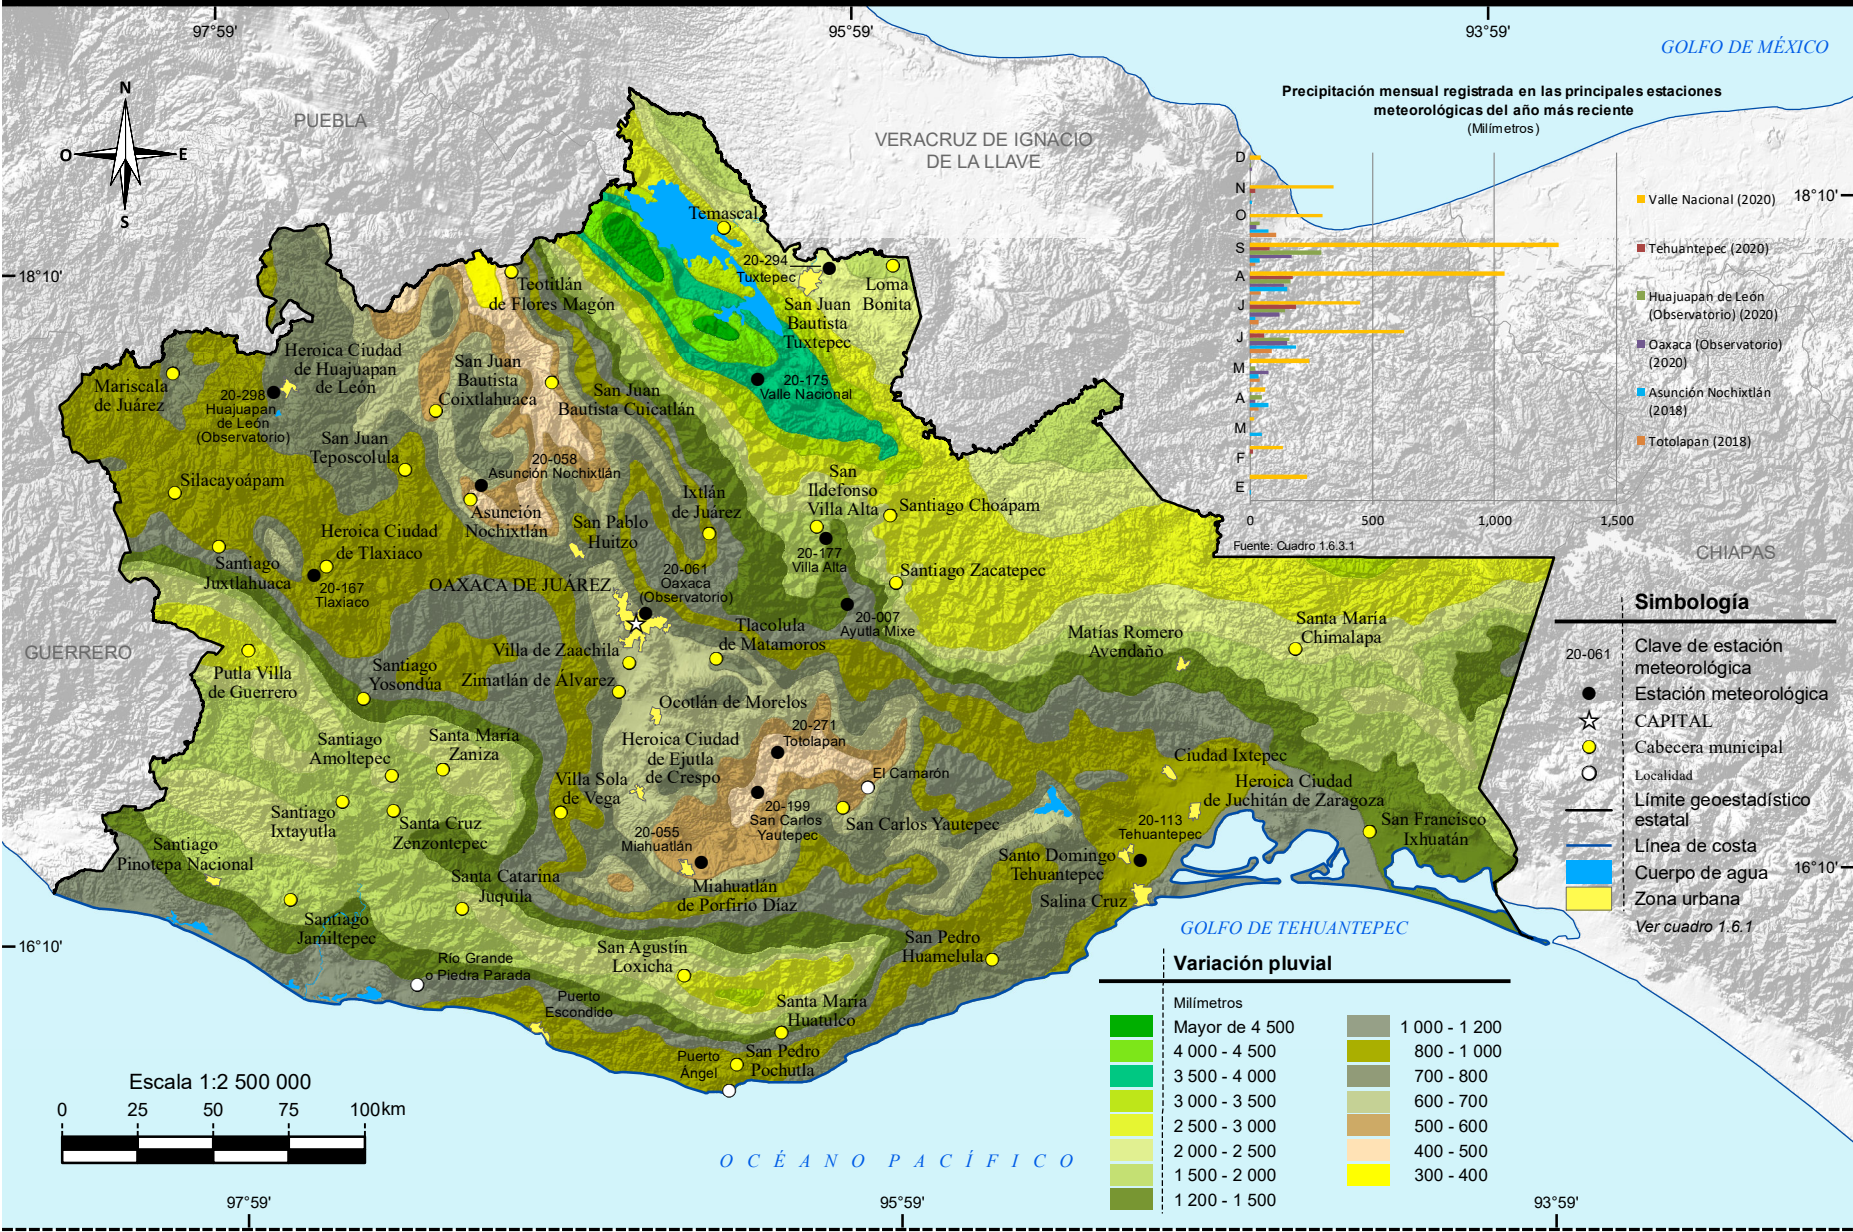 97°59'
95°59'
93°59'
GOLFO DE MÉXICO
N
O
E
S
PUEBLA
VERACRUZ DE IGNACIO
DE LA LLAVE
Precipitación mensual registrada en las principales estaciones
meteorológicas del año más reciente
(Milímetros)
D
N
O
S
A
J
J
M
A
M
F
E
0
500
1,000
1,500
Fuente: Cuadro 1.6.3.1
Valle Nacional (2020)
Tehuantepec (2020)
Huajuapan de León
(Observatorio) (2020)
Oaxaca (Observatorio)
(2020)
Asunción Nochixtlán
(2018)
Totolapan (2018)
18°10'
18°10'
Temascal
20-294
Tuxtepec
San Juan
Bautista
Tuxtepec
Loma
Bonita
Teotitlán
de Flores Magón
Heroica Ciudad
de Huajuapan
de León
Mariscala
de Juárez
20-298
Huajuapan
de León
(Observatorio)
San Juan
Bautista
Coixtlahuaca
San Juan
Bautista Cuicatlán
20-175
Valle Nacional
San Juan
Teposcolula
Silacayoápam
20-058
Asunción Nochixtlán
Asunción
Nochixtlán
San Pablo
Huitzo
Ixtlán
de Juárez
San
Ildefonso
Villa Alta
Santiago Choápam
20-177
Villa Alta
Santiago Zacatepec
CHIAPAS
Heroica Ciudad
de Tlaxiaco
Santiago
Juxtlahuaca
20-167
Tlaxiaco
OAXACA DE JUÁREZ
20-061
Oaxaca
(Observatorio)
20-007
Ayutla Mixe
Tlacolula
de Matamoros
Matías Romero
Avendaño
Santa María
Chimalapa
GUERRERO
Putla Villa
de Guerrero
Santiago
Yosondúa
Villa de Zaachila
Zimatlán de Álvarez
Ocotlán de Morelos
20-271
Totolapan
Santiago
Amoltepec
Santa María
Zaniza
Heroica Ciudad
de Ejutla
de Crespo
El Camarón
Ciudad Ixtepec
Heroica Ciudad
de Juchitán de Zaragoza
Villa Sola
de Vega
20-199
San Carlos
Yautepec
San Carlos Yautepec
Santiago
Ixtayutla
Santa Cruz
Zenzontepec
20-055
Miahuatlán
20-113
Tehuantepec
San Francisco
Ixhuatán
Santiago
Pinotepa Nacional
Santa Catarina
Juquila
Miahuatlán
de Porfirio Díaz
Santo Domingo
Tehuantepec
Salina Cruz
Santiago
Jamiltepec
San Agustín
Loxicha
San Pedro
Huamelula
GOLFO DE TEHUANTEPEC
Río Grande
o Piedra Parada
Puerto
Escondido
Santa María
Huatulco
Puerto
Ángel
San Pedro
Pochutla
16°10'
16°10'
Simbología
20-061
Clave de estación
meteorológica
Estación meteorológica
CAPITAL
Cabecera municipal
Localidad
Límite geoestadístico
estatal
Línea de costa
Cuerpo de agua
Zona urbana
Ver cuadro 1.6.1
Variación pluvial
Milímetros
Mayor de 4 500
4 000 - 4 500
3 500 - 4 000
3 000 - 3 500
2 500 - 3 000
2 000 - 2 500
1 500 - 2 000
1 200 - 1 500
1 000 - 1 200
800 - 1 000
700 - 800
600 - 700
500 - 600
400 - 500
300 - 400
Escala 1:2 500 000
0
25
50
75
100km
OCÉANO PACÍFICO
97°59'
95°59'
93°59'